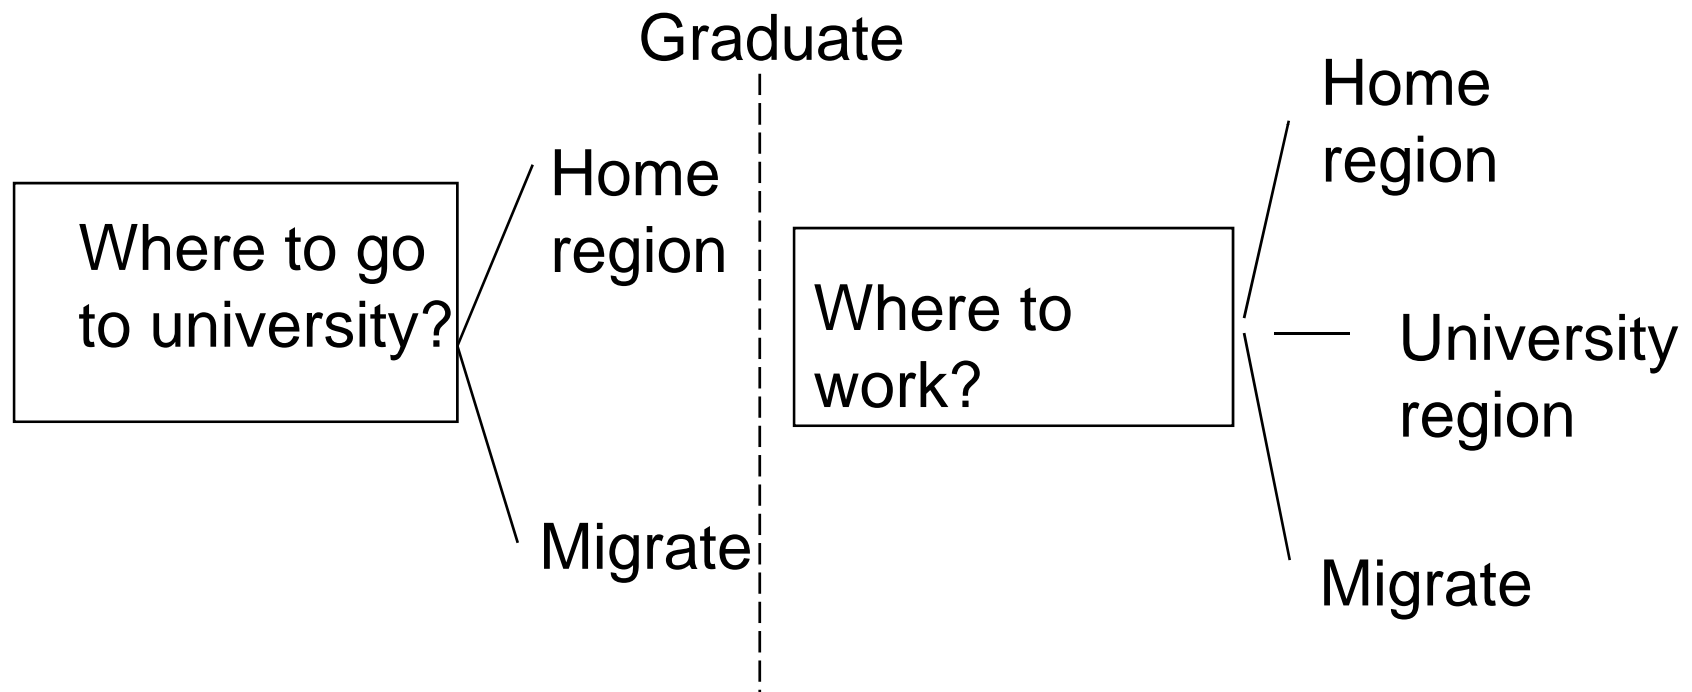 Graduate
Where to go
to university?
Home
region
Migrate
Where to
work?
Home
region
University
region
Migrate